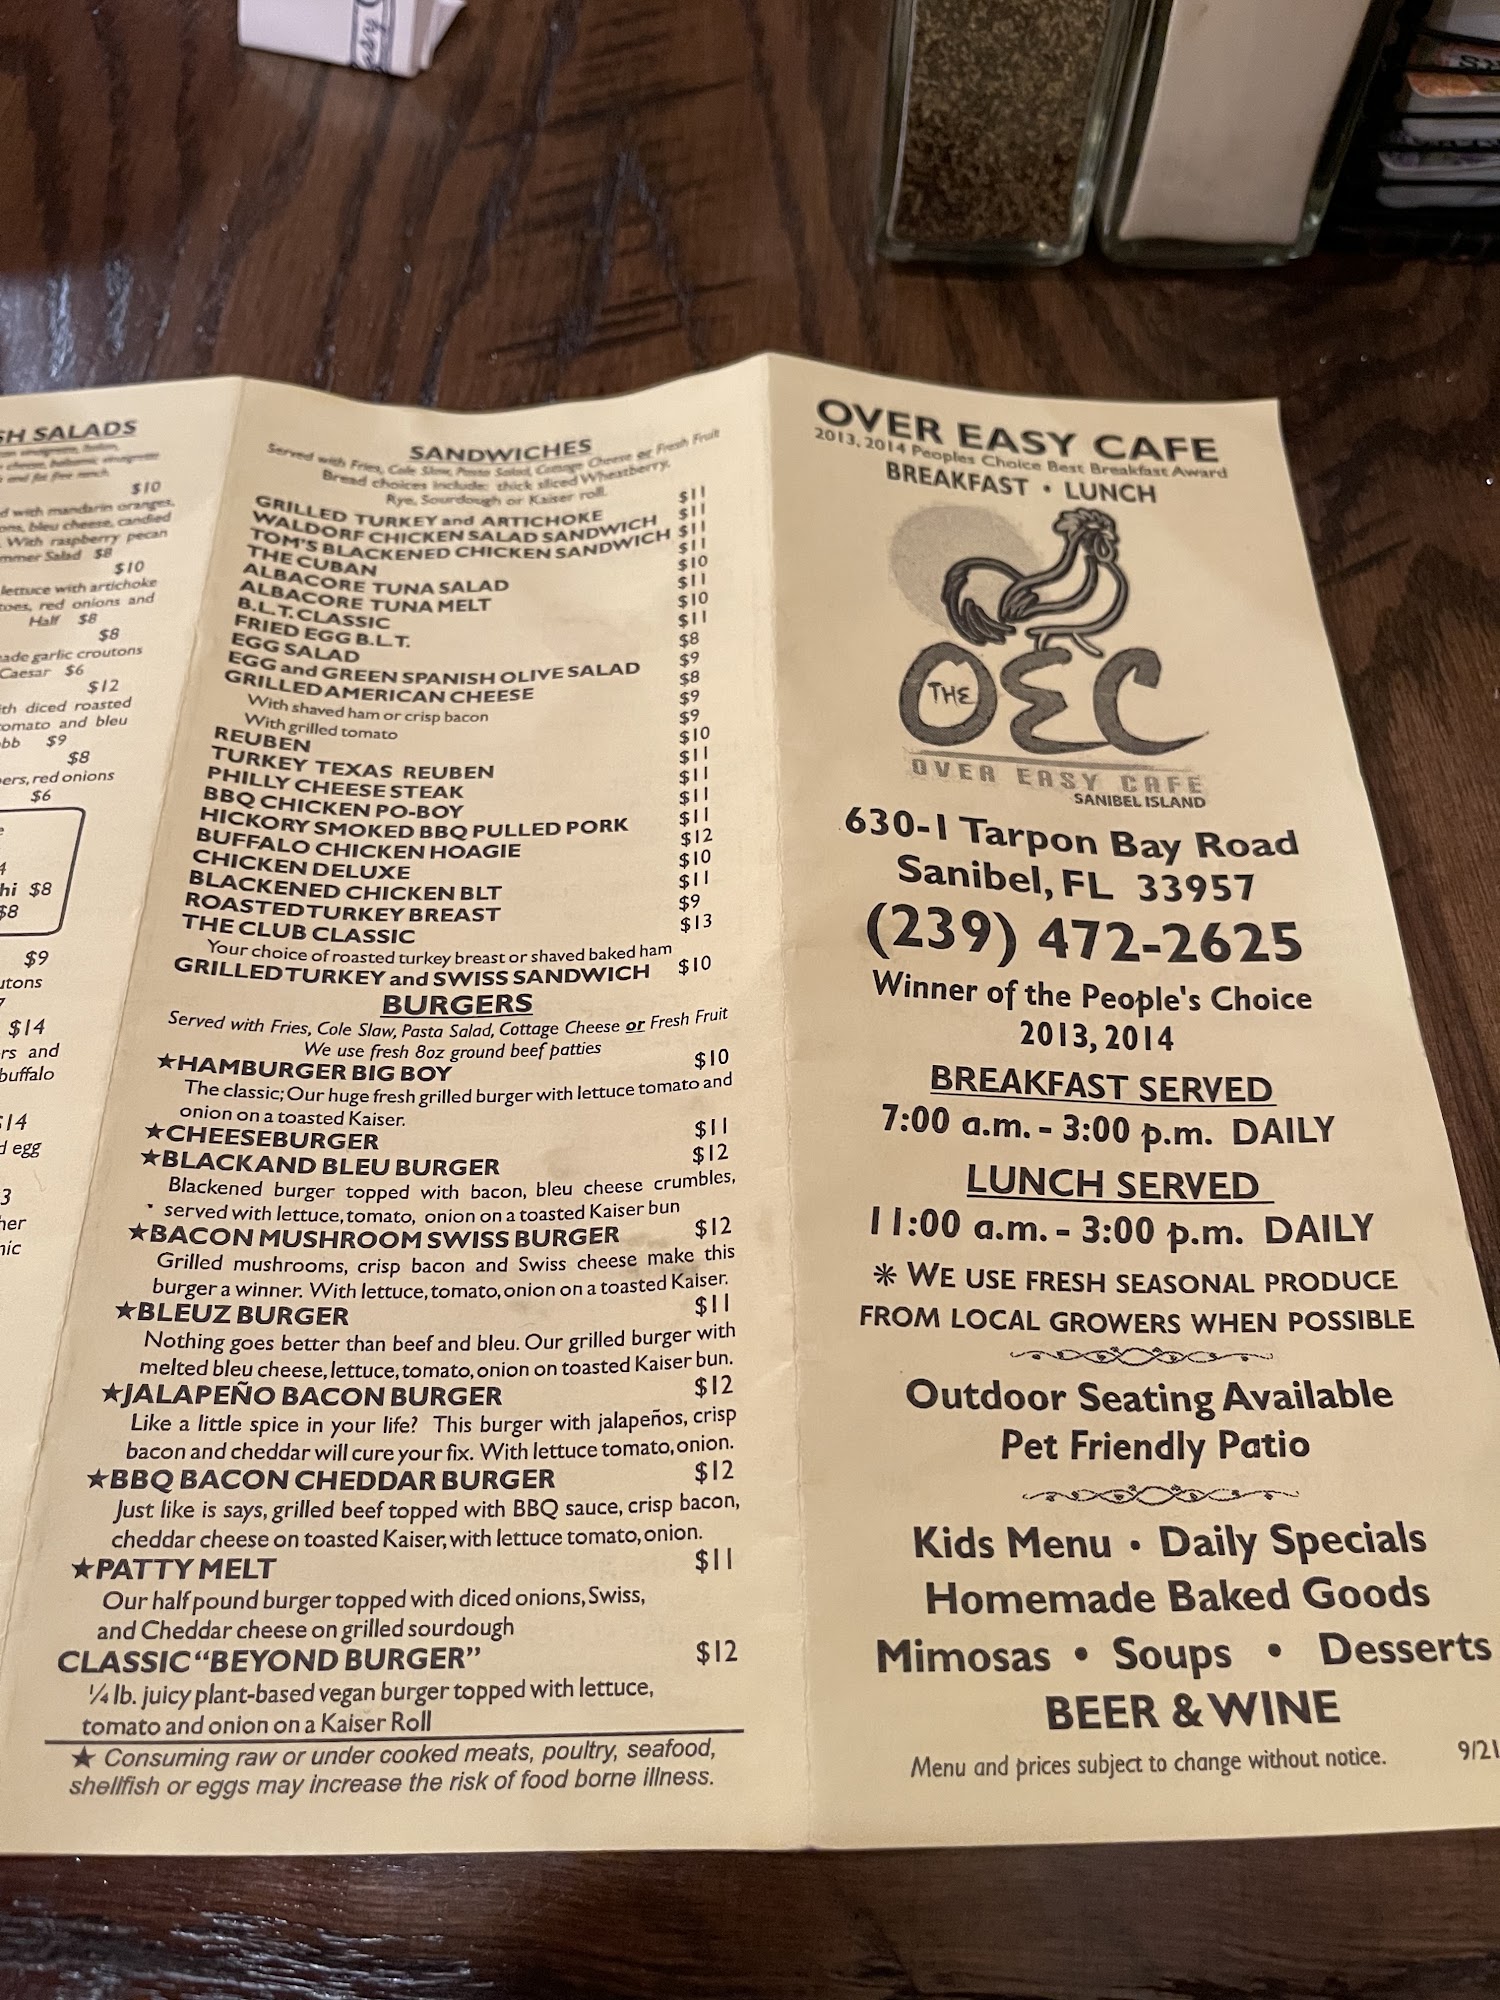 SH SALADS
$10
d with mandarin oranges,
ons, bleu cheese, candied
With raspberry pecan
mmer Salad $8
$10
lettuce with artichoke
toes, red onions and
Half $8
$8
ade garlic croutons
Caesar $6
$12
ith diced roasted
omato and bleu
obb $9
$8
ers, red onions
$6
hi $8
$8
$9
utons
$14
rs and
buffalo
$14
d egg
3
her
nic
SANDWICHES
Served with Fries, Cole Slaw, Pasta Salad, Cottage Cheese or Fresh Fruit
Bread choices include: thick sliced Wheatberry,
Rye, Sourdough or Kaiser roll.
GRILLED TURKEY and ARTICHOKE $11
WALDORF CHICKEN SALAD SANDWICH $11
TOM'S BLACKENED CHICKEN SANDWICH $11
THE CUBAN $11
ALBACORE TUNA SALAD $10
ALBACORE TUNA MELT $11
B.L.T. CLASSIC $10
FRIED EGG B.L.T. $11
EGG SALAD $8
EGG and GREEN SPANISH OLIVE SALAD $9
GRILLED AMERICAN CHEESE $8
With shaved ham or crisp bacon $9
With grilled tomato $9
REUBEN $10
TURKEY TEXAS REUBEN $11
PHILLY CHEESE STEAK $11
BBQ CHICKEN PO-BOY $11
HICKORY SMOKED BBQ PULLED PORK $11
BUFFALO CHICKEN HOAGIE $12
CHICKEN DELUXE $10
BLACKENED CHICKEN BLT $11
ROASTED TURKEY BREAST $9
THE CLUB CLASSIC $13
Your choice of roasted turkey breast or shaved baked ham
GRILLED TURKEY and SWISS SANDWICH $10
BURGERS
Served with Fries, Cole Slaw, Pasta Salad, Cottage Cheese or Fresh Fruit
We use fresh 8oz ground beef patties
★HAMBURGER BIG BOY $10
The classic; Our huge fresh grilled burger with lettuce tomato and
onion on a toasted Kaiser.
★CHEESEBURGER $11
★BLACK AND BLEU BURGER $12
Blackened burger topped with bacon, bleu cheese crumbles,
served with lettuce, tomato, onion on a toasted Kaiser bun
★BACON MUSHROOM SWISS BURGER $12
Grilled mushrooms, crisp bacon and Swiss cheese make this
burger a winner. With lettuce, tomato, onion on a toasted Kaiser.
★BLEUZ BURGER $11
Nothing goes better than beef and bleu. Our grilled burger with
melted bleu cheese, lettuce, tomato, onion on toasted Kaiser bun.
★JALAPEÑO BACON BURGER $12
Like a little spice in your life? This burger with jalapeños, crisp
bacon and cheddar will cure your fix. With lettuce tomato, onion.
★BBQ BACON CHEDDAR BURGER $12
Just like is says, grilled beef topped with BBQ sauce, crisp bacon,
cheddar cheese on toasted Kaiser, with lettuce tomato, onion.
★PATTY MELT $11
Our half pound burger topped with diced onions, Swiss,
and Cheddar cheese on grilled sourdough
CLASSIC "BEYOND BURGER" $12
¼ lb. juicy plant-based vegan burger topped with lettuce,
tomato and onion on a Kaiser Roll
★ Consuming raw or under cooked meats, poultry, seafood,
shellfish or eggs may increase the risk of food borne illness.
OVER EASY CAFE
2013, 2014 Peoples Choice Best Breakfast Award
BREAKFAST • LUNCH
THE
OEC
OVER EASY CAFE
SANIBEL ISLAND
630-1 Tarpon Bay Road
Sanibel, FL 33957
(239) 472-2625
Winner of the People's Choice
2013, 2014
BREAKFAST SERVED
7:00 a.m. - 3:00 p.m. DAILY
LUNCH SERVED
11:00 a.m. - 3:00 p.m. DAILY
* WE USE FRESH SEASONAL PRODUCE
FROM LOCAL GROWERS WHEN POSSIBLE
Outdoor Seating Available
Pet Friendly Patio
Kids Menu • Daily Specials
Homemade Baked Goods
Mimosas • Soups • Desserts
BEER & WINE
Menu and prices subject to change without notice. 9/21